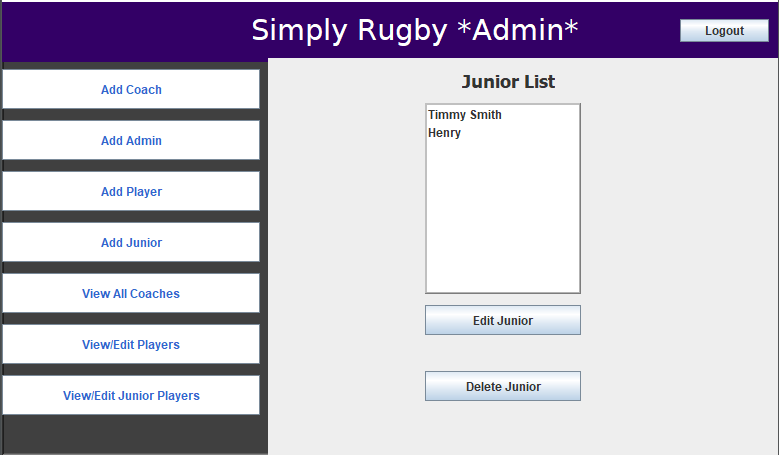 Simply Rugby *Admin*
Logout
Add Coach
Add Admin
Add Player
Add Junior
View All Coaches
View/Edit Players
View/Edit Junior Players
Junior List
Timmy Smith
Henry
Edit Junior
Delete Junior